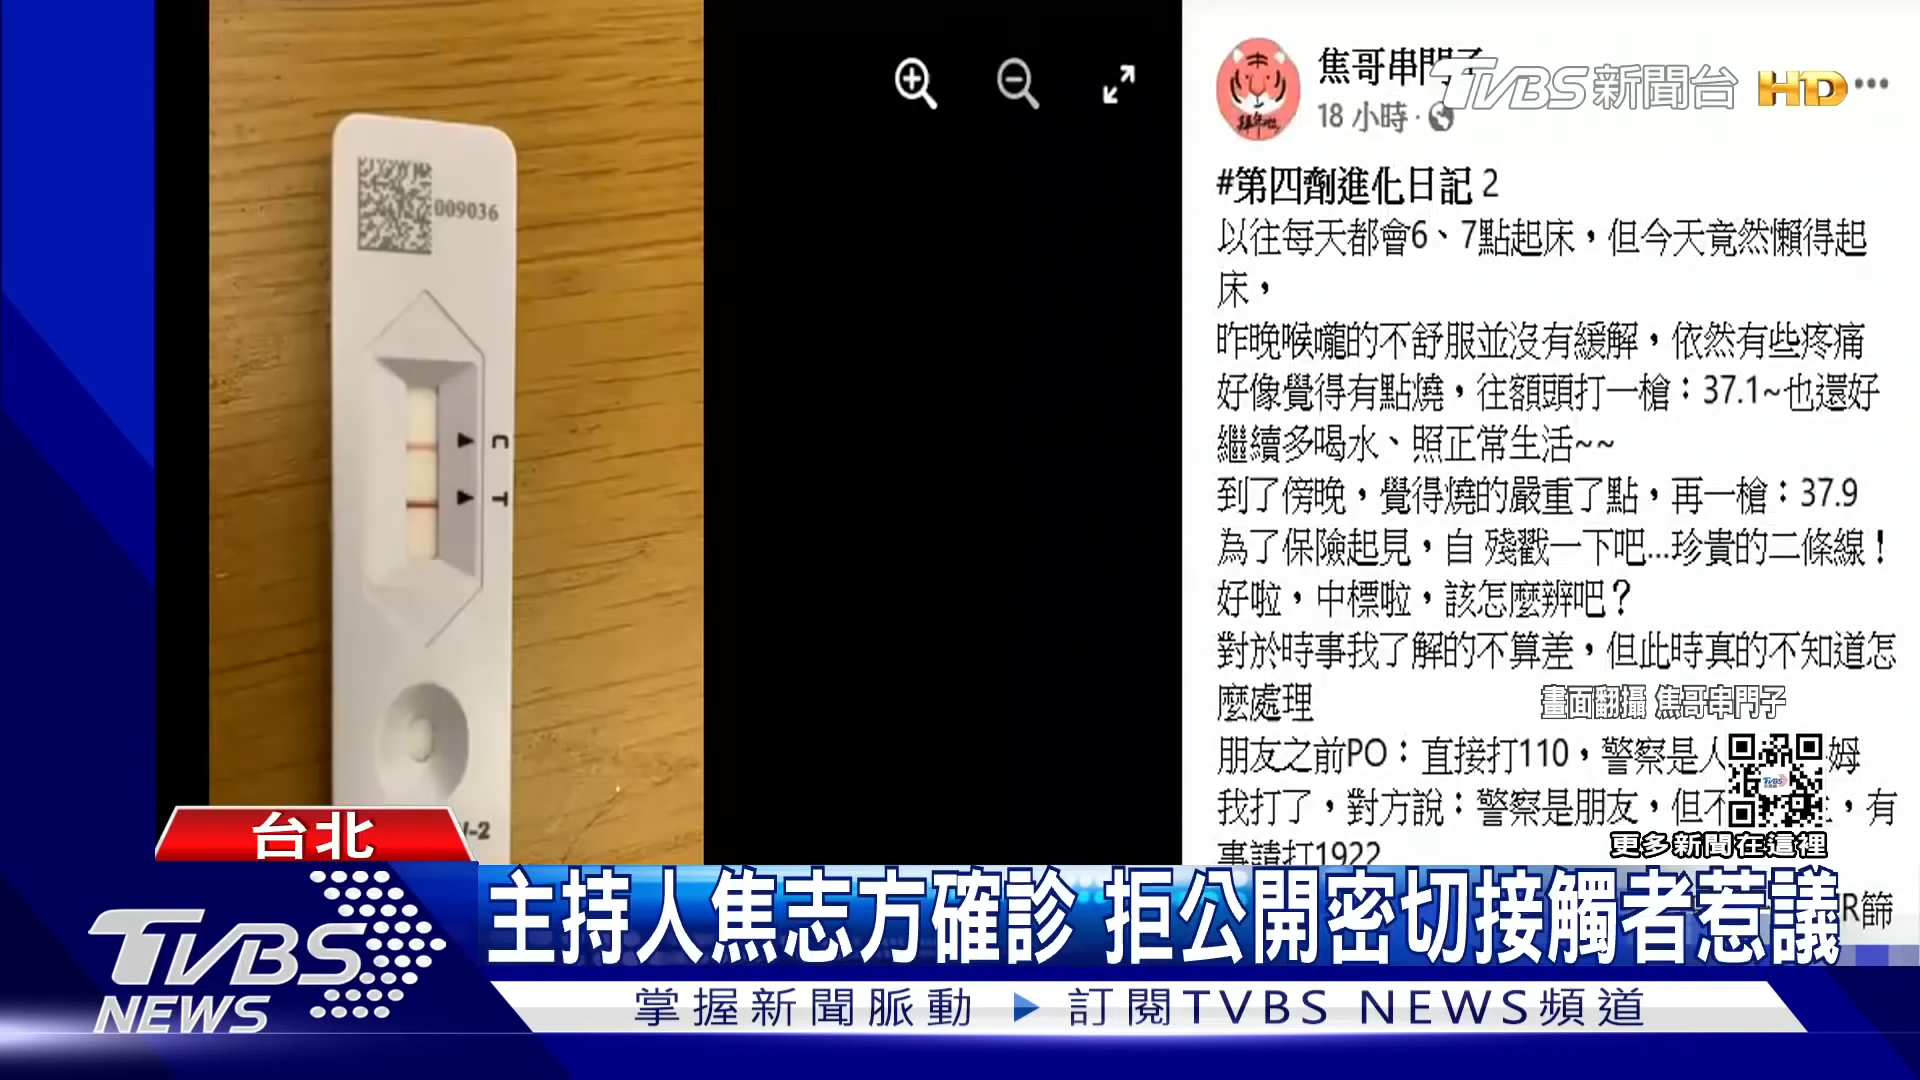 009036
C
T
焦哥串門子
TVBS新聞台 HD
18 小時
#第四劑進化日記 2
以往每天都會6、7點起床，但今天竟然懶得起
床，
昨晚喉嚨的不舒服並沒有緩解，依然有些疼痛
好像覺得有點燒，往額頭打一槍：37.1~也還好
繼續多喝水、照正常生活~~
到了傍晚，覺得燒的嚴重了點，再一槍：37.9
為了保險起見，自 殘戳一下吧...珍貴的二條線！
好啦，中標啦，該怎麼辨吧？
對於時事我了解的不算差，但此時真的不知道怎
麼處理
畫面翻攝 焦哥串門子
朋友之前PO：直接打110，警察是人 姆
我打了，對方說：警察是朋友，但不 ，有
事請打1922
R篩
TVBS
更多新聞在這裡
-2
台北
主持人焦志方確診 拒公開密切接觸者惹議
TVBS NEWS
掌握新聞脈動 ▶ 訂閱TVBS NEWS頻道